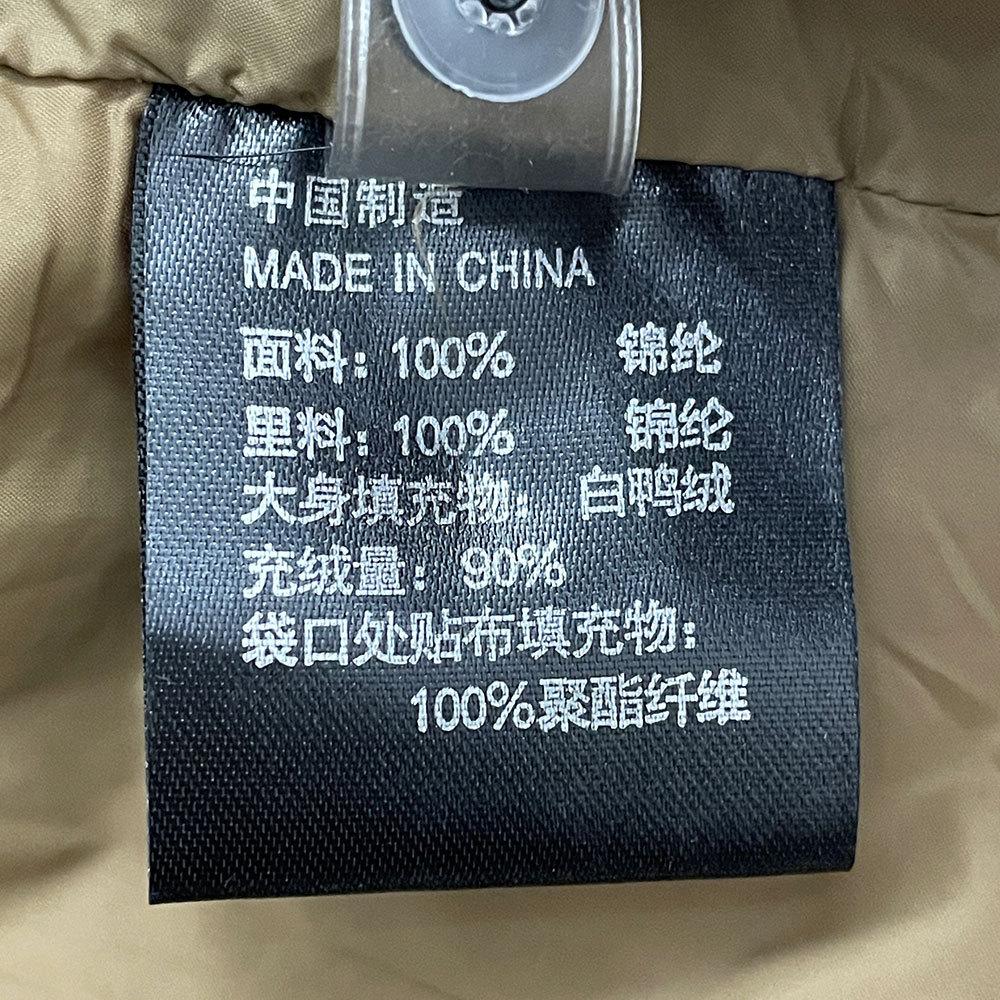 中国制造
MADE IN CHINA
面料: 100% 锦纶
里料: 100% 锦纶
大身填充物: 白鸭绒
充绒量: 90%
袋口处贴布填充物:
100%聚酯纤维